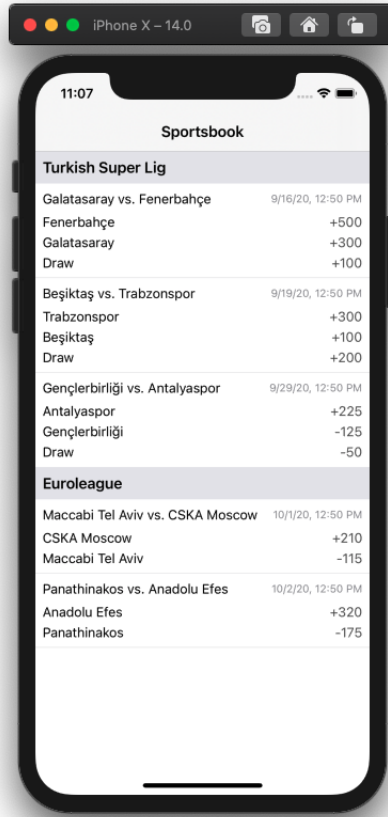 iPhone X – 14.0
11:07
Sportsbook
Turkish Super Lig
Galatasaray vs. Fenerbahçe 9/16/20, 12:50 PM
Fenerbahçe +500
Galatasaray +300
Draw +100
Beşiktaş vs. Trabzonspor 9/19/20, 12:50 PM
Trabzonspor +300
Beşiktaş +100
Draw +200
Gençlerbirliği vs. Antalyaspor 9/29/20, 12:50 PM
Antalyaspor +225
Gençlerbirliği -125
Draw -50
Euroleague
Maccabi Tel Aviv vs. CSKA Moscow 10/1/20, 12:50 PM
CSKA Moscow +210
Maccabi Tel Aviv -115
Panathinakos vs. Anadolu Efes 10/2/20, 12:50 PM
Anadolu Efes +320
Panathinakos -175